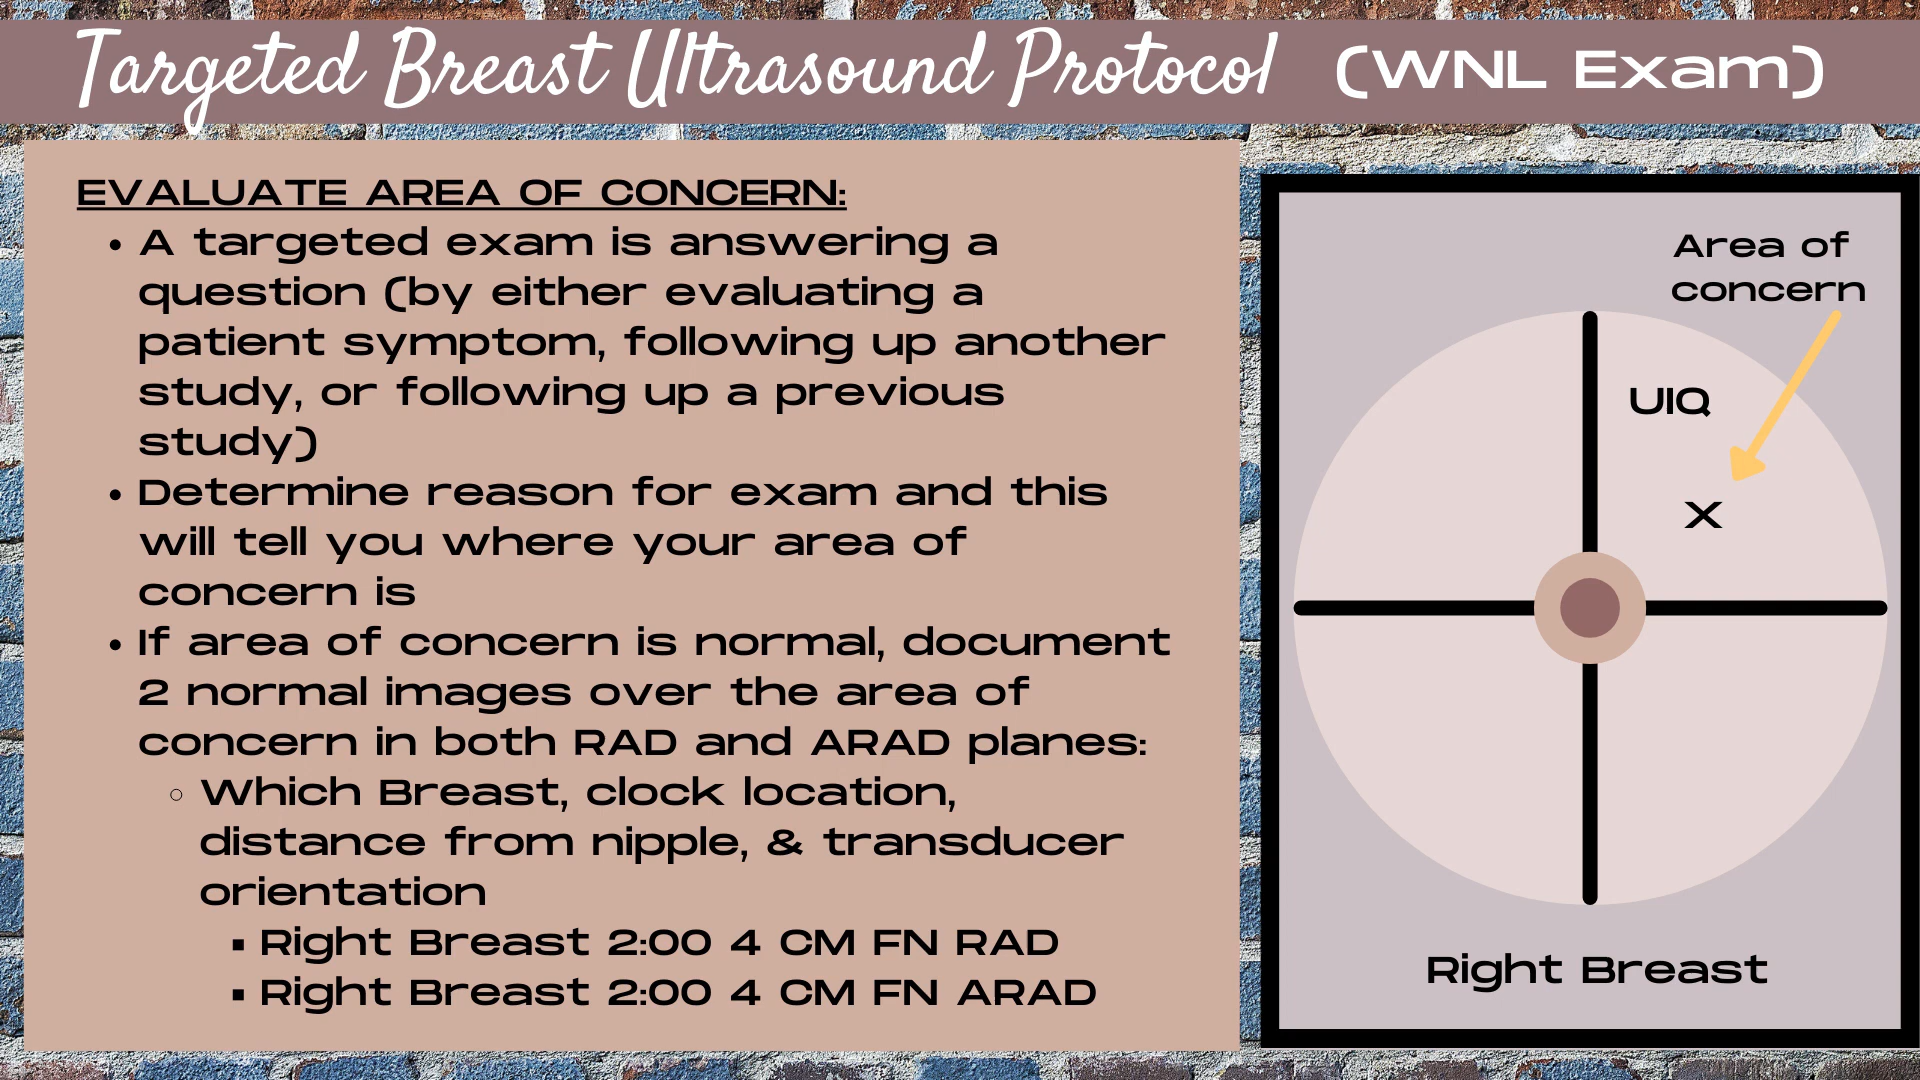 Targeted Breast Ultrasound Protocol (WNL Exam)
EVALUATE AREA OF CONCERN:
• A targeted exam is answering a
question (by either evaluating a
patient symptom, following up another
study, or following up a previous
study)
• Determine reason for exam and this
will tell you where your area of
concern is
• If area of concern is normal, document
2 normal images over the area of
concern in both RAD and ARAD planes:
○ Which Breast, clock location,
distance from nipple, & transducer
orientation
▪ Right Breast 2:00 4 CM FN RAD
▪ Right Breast 2:00 4 CM FN ARAD
Area of
concern
UIQ
X
Right Breast